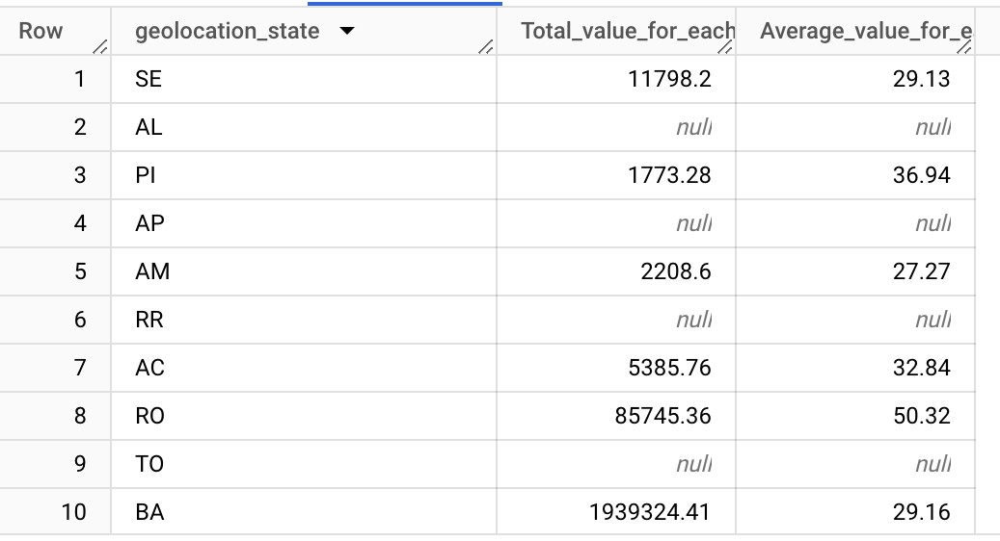 Row geolocation_state Total_value_for_each Average_value_for_e
1 SE 11798.2 29.13
2 AL null null
3 PI 1773.28 36.94
4 AP null null
5 AM 2208.6 27.27
6 RR null null
7 AC 5385.76 32.84
8 RO 85745.36 50.32
9 TO null null
10 BA 1939324.41 29.16